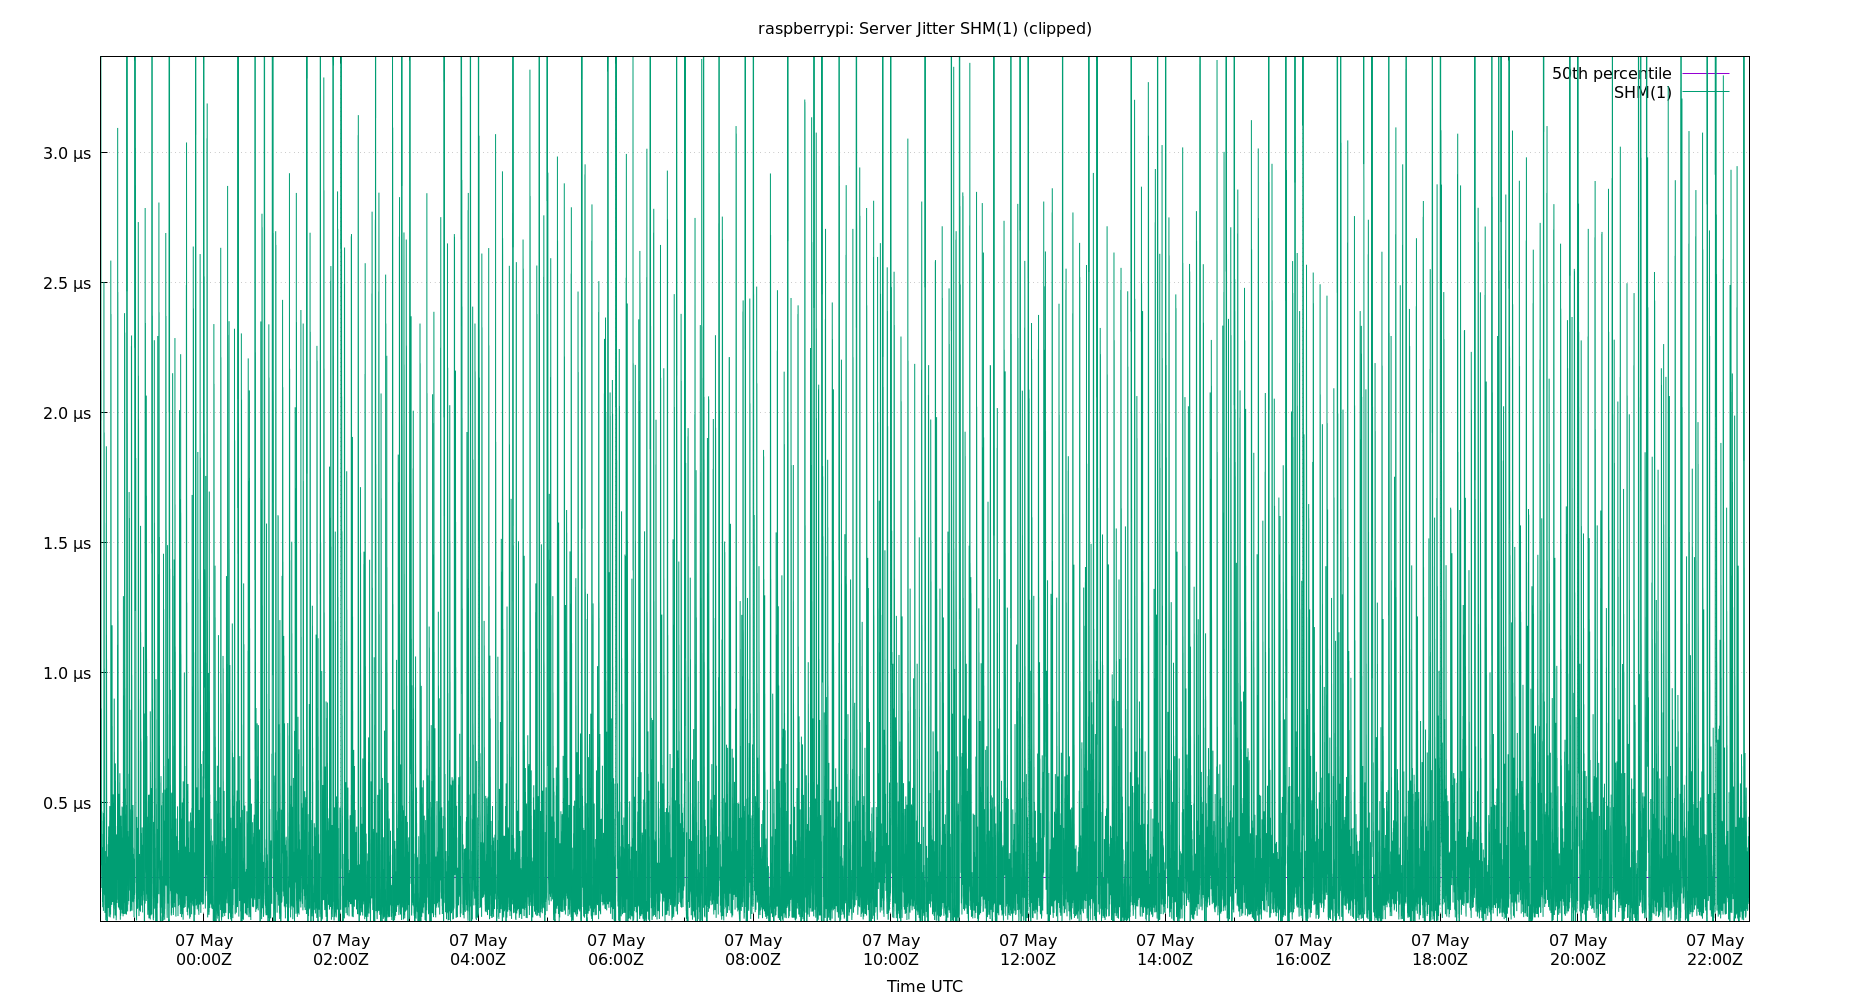 raspberrypi: Server Jitter SHM(1) (clipped)
50th percentile
SHM(1)
3.0 μs
2.5 μs
2.0 μs
1.5 μs
1.0 μs
0.5 μs
07 May 07 May 07 May 07 May 07 May 07 May 07 May 07 May 07 May 07 May 07 May 07 May
00:00Z 02:00Z 04:00Z 06:00Z 08:00Z 10:00Z 12:00Z 14:00Z 16:00Z 18:00Z 20:00Z 22:00Z
Time UTC